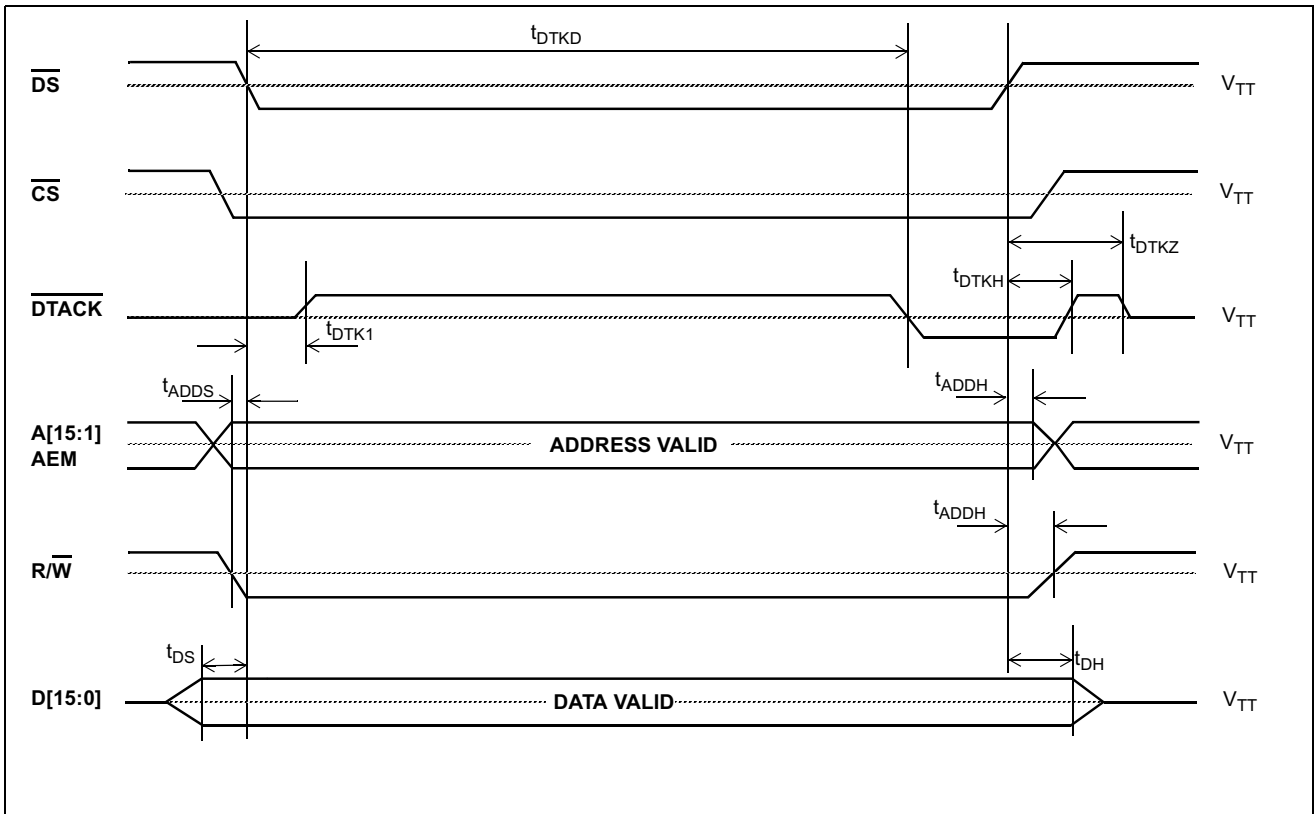 tDTKD
DS
VTT
CS
VTT
tDTKZ
tDTKH
DTACK
VTT
tDTK1
tADDS
tADDH
A[15:1]
AEM
ADDRESS VALID
VTT
tADDH
R/W
VTT
tDS
tDH
D[15:0]
DATA VALID
VTT